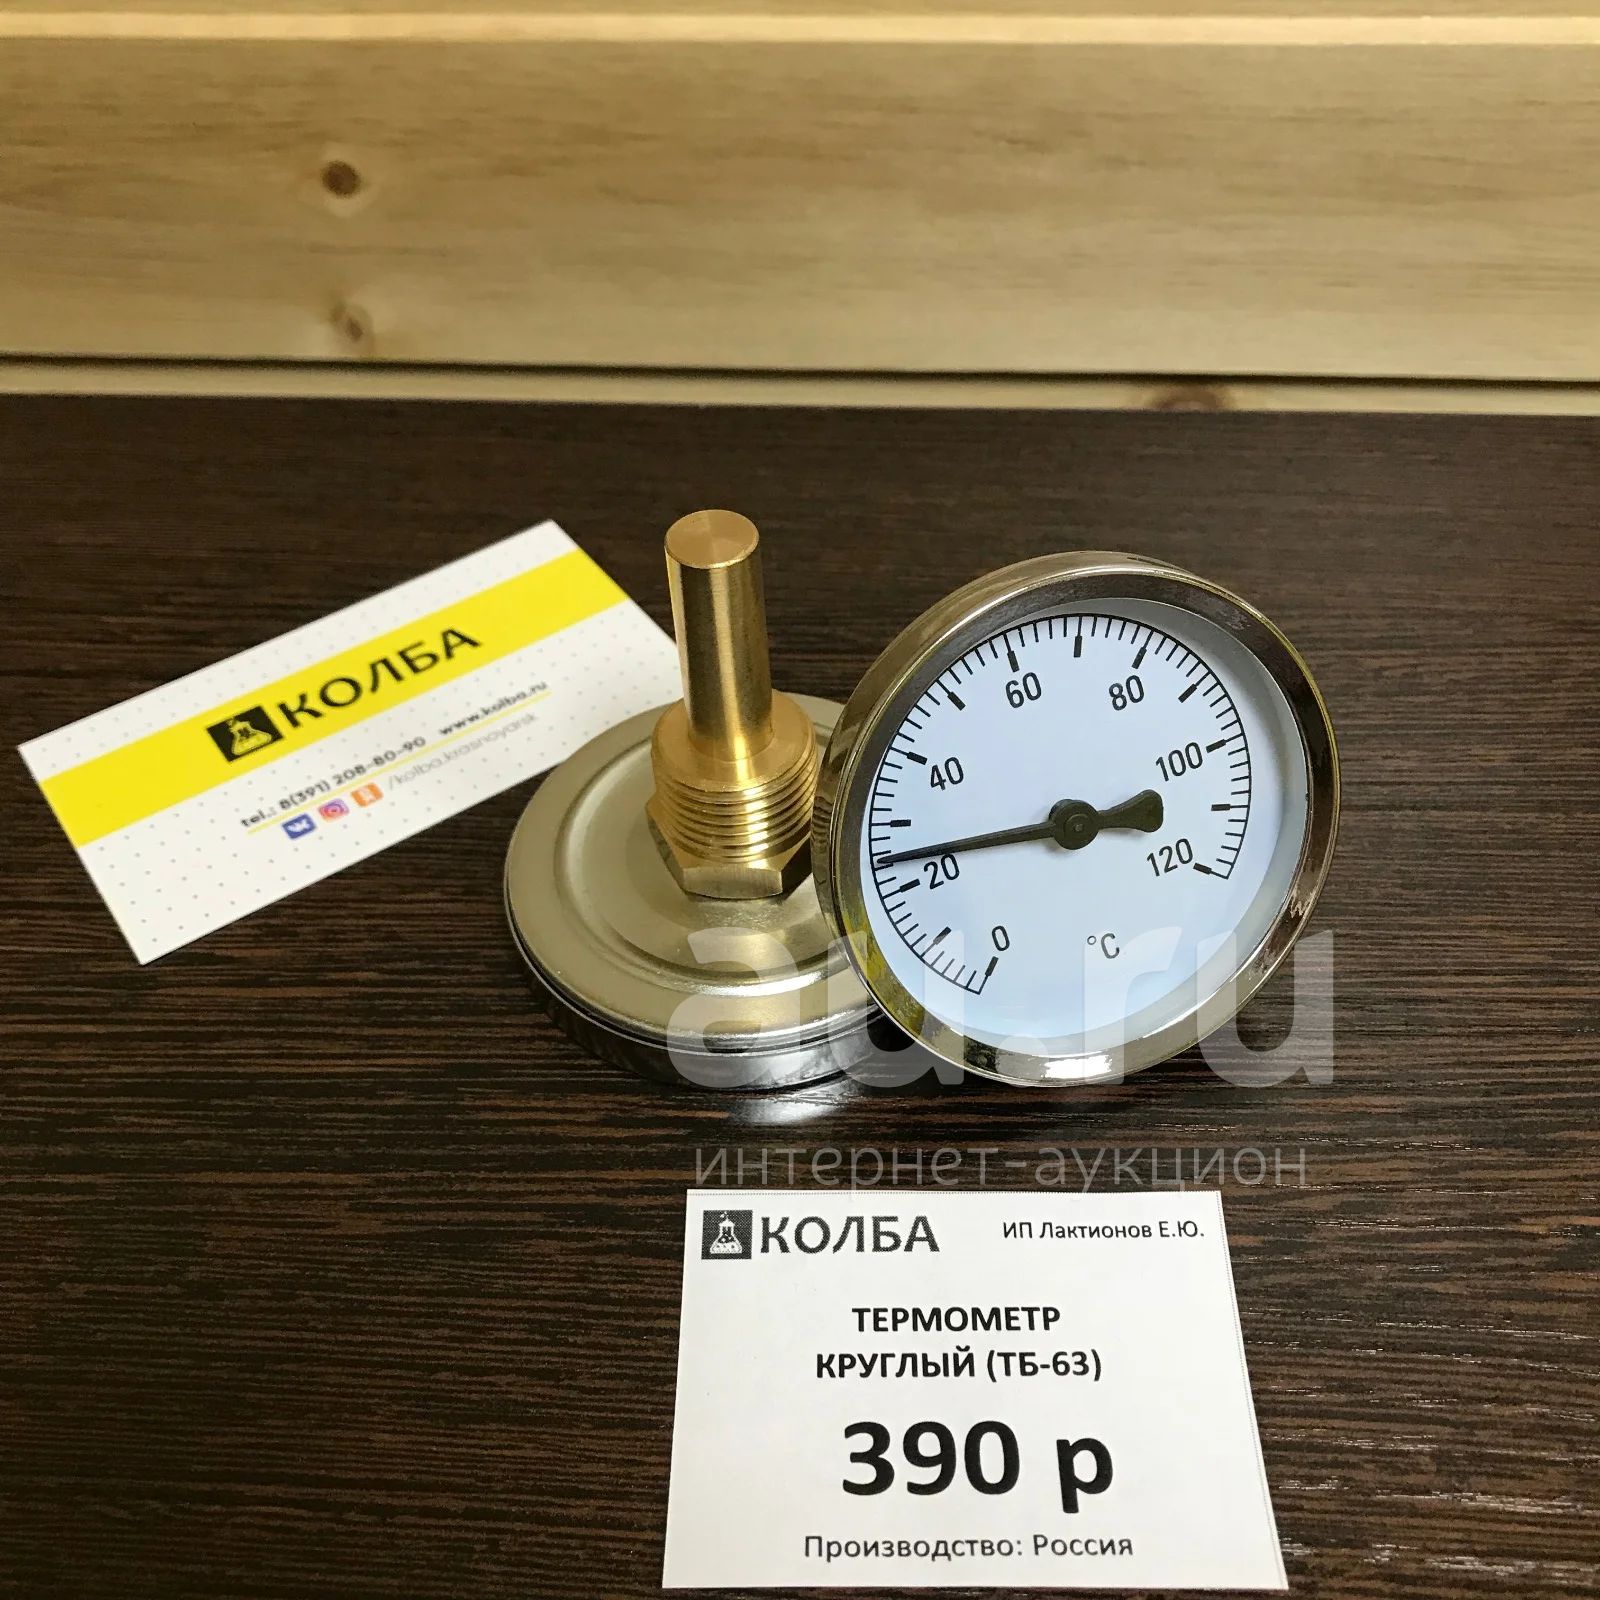 КОЛБА
tel.: 8(391) 208-80-90 www.kolba.ru
/kolba.krasnoyarsk
0
20
40
60
80
100
120
°C
au.ru
интернет-аукцион
КОЛБА ИП Лактионов Е.Ю.
ТЕРМОМЕТР
КРУГЛЫЙ (ТБ-63)
390 р
Производство: Россия